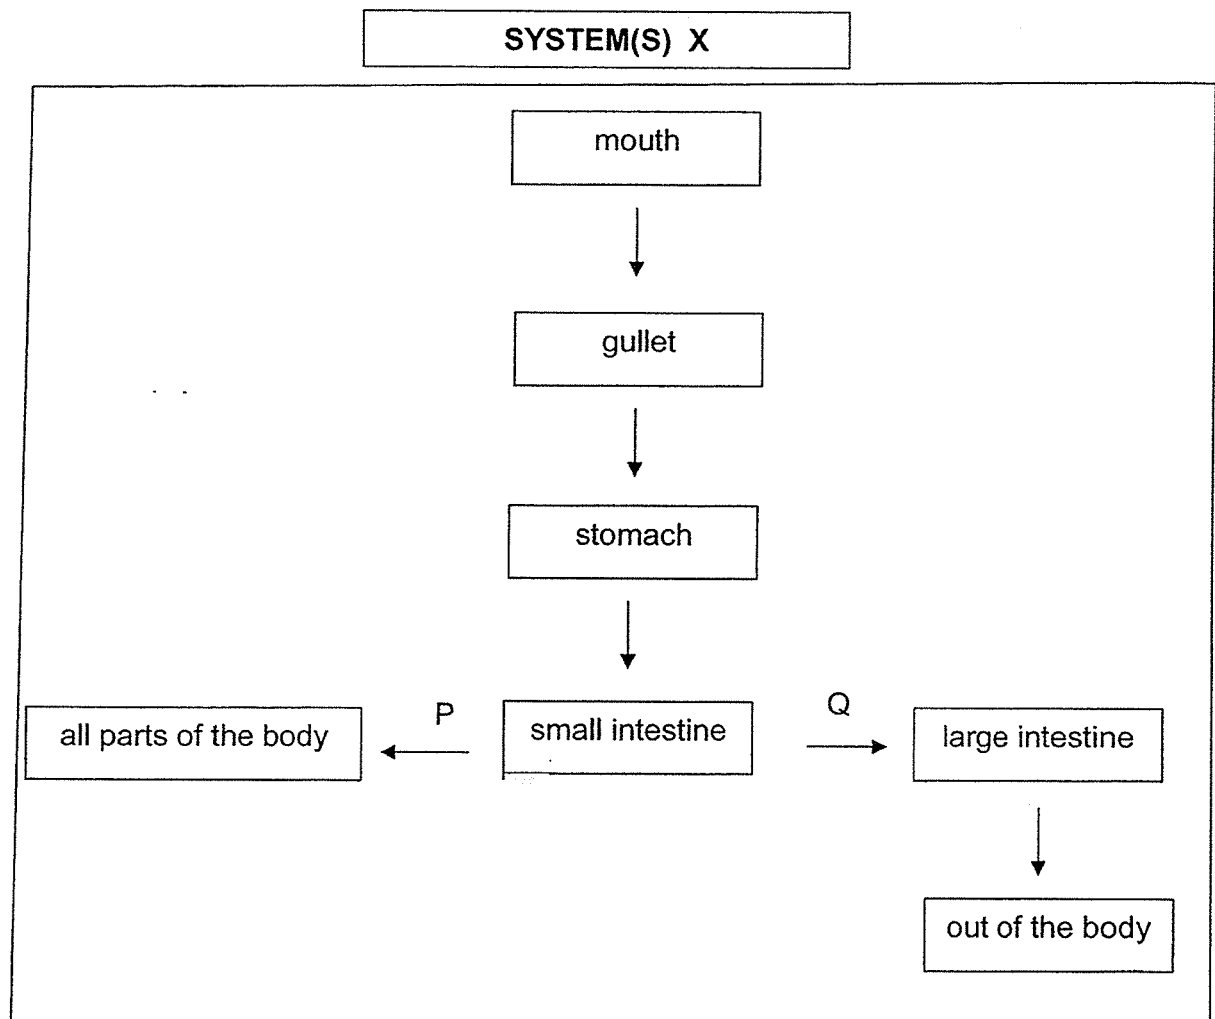 SYSTEM(S) X
mouth
gullet
stomach
all parts of the body
P
small intestine
Q
large intestine
out of the body